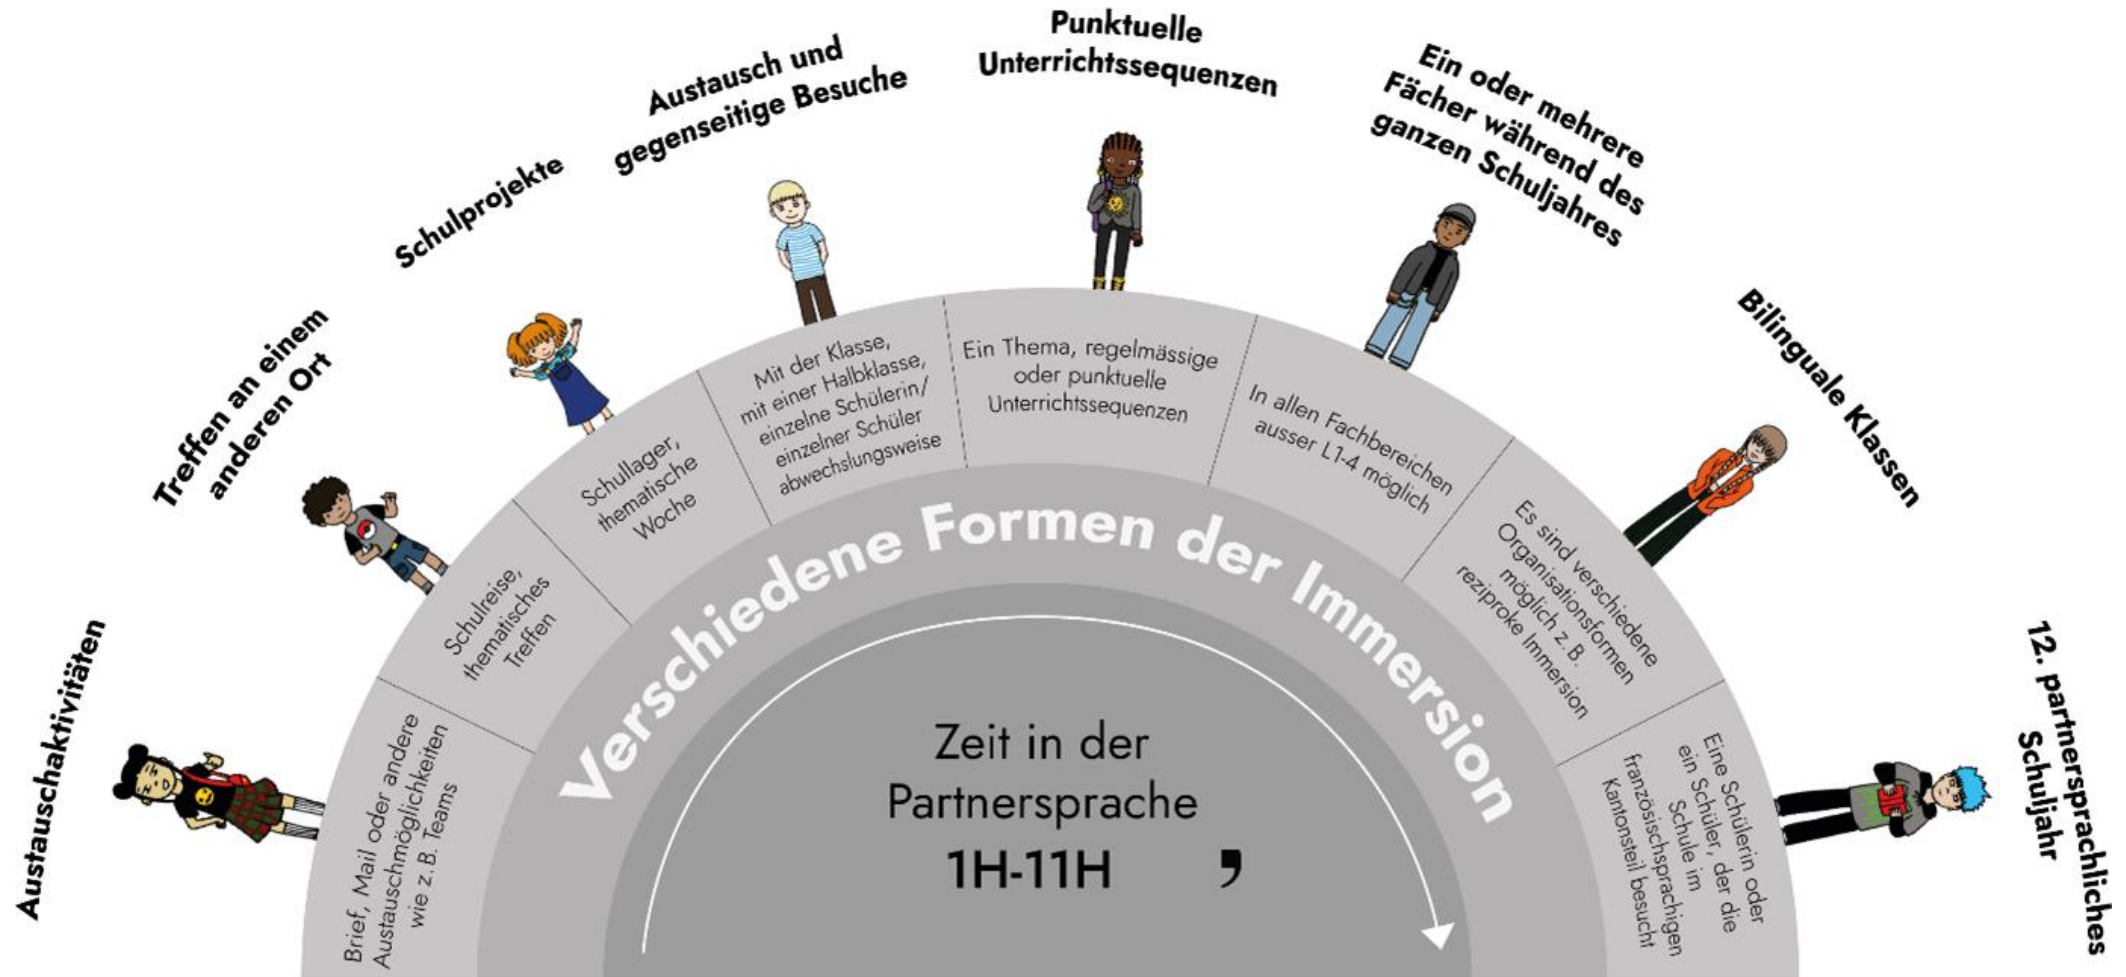 Austauschaktivitäten
Brief, Mail oder andere
Austauschmöglichkeiten
wie z. B. Teams
Treffen an einem
anderen Ort
Schulreise,
thematisches
Treffen
Schulprojekte
Schullager,
thematische
Woche
Austausch und
gegenseitige Besuche
Mit der Klasse,
mit einer Halbklasse,
einzelne Schülerin/
einzelner Schüler
abwechslungsweise
Punktuelle
Unterrichtssequenzen
Ein Thema, regelmässige
oder punktuelle
Unterrichtssequenzen
Ein oder mehrere
Fächer während des
ganzen Schuljahres
In allen Fachbereichen
ausser L1-4 möglich
Bilinguale Klassen
Es sind verschiedene
Organisationsformen
möglich z. B.
reziproke Immersion
12. partnersprachliches
Schuljahr
Eine Schülerin oder
ein Schüler, der die
Schule im
französischsprachigen
Kantonsteil besucht
Verschiedene Formen der Immersion
Zeit in der
Partnersprache
1H-11H ,